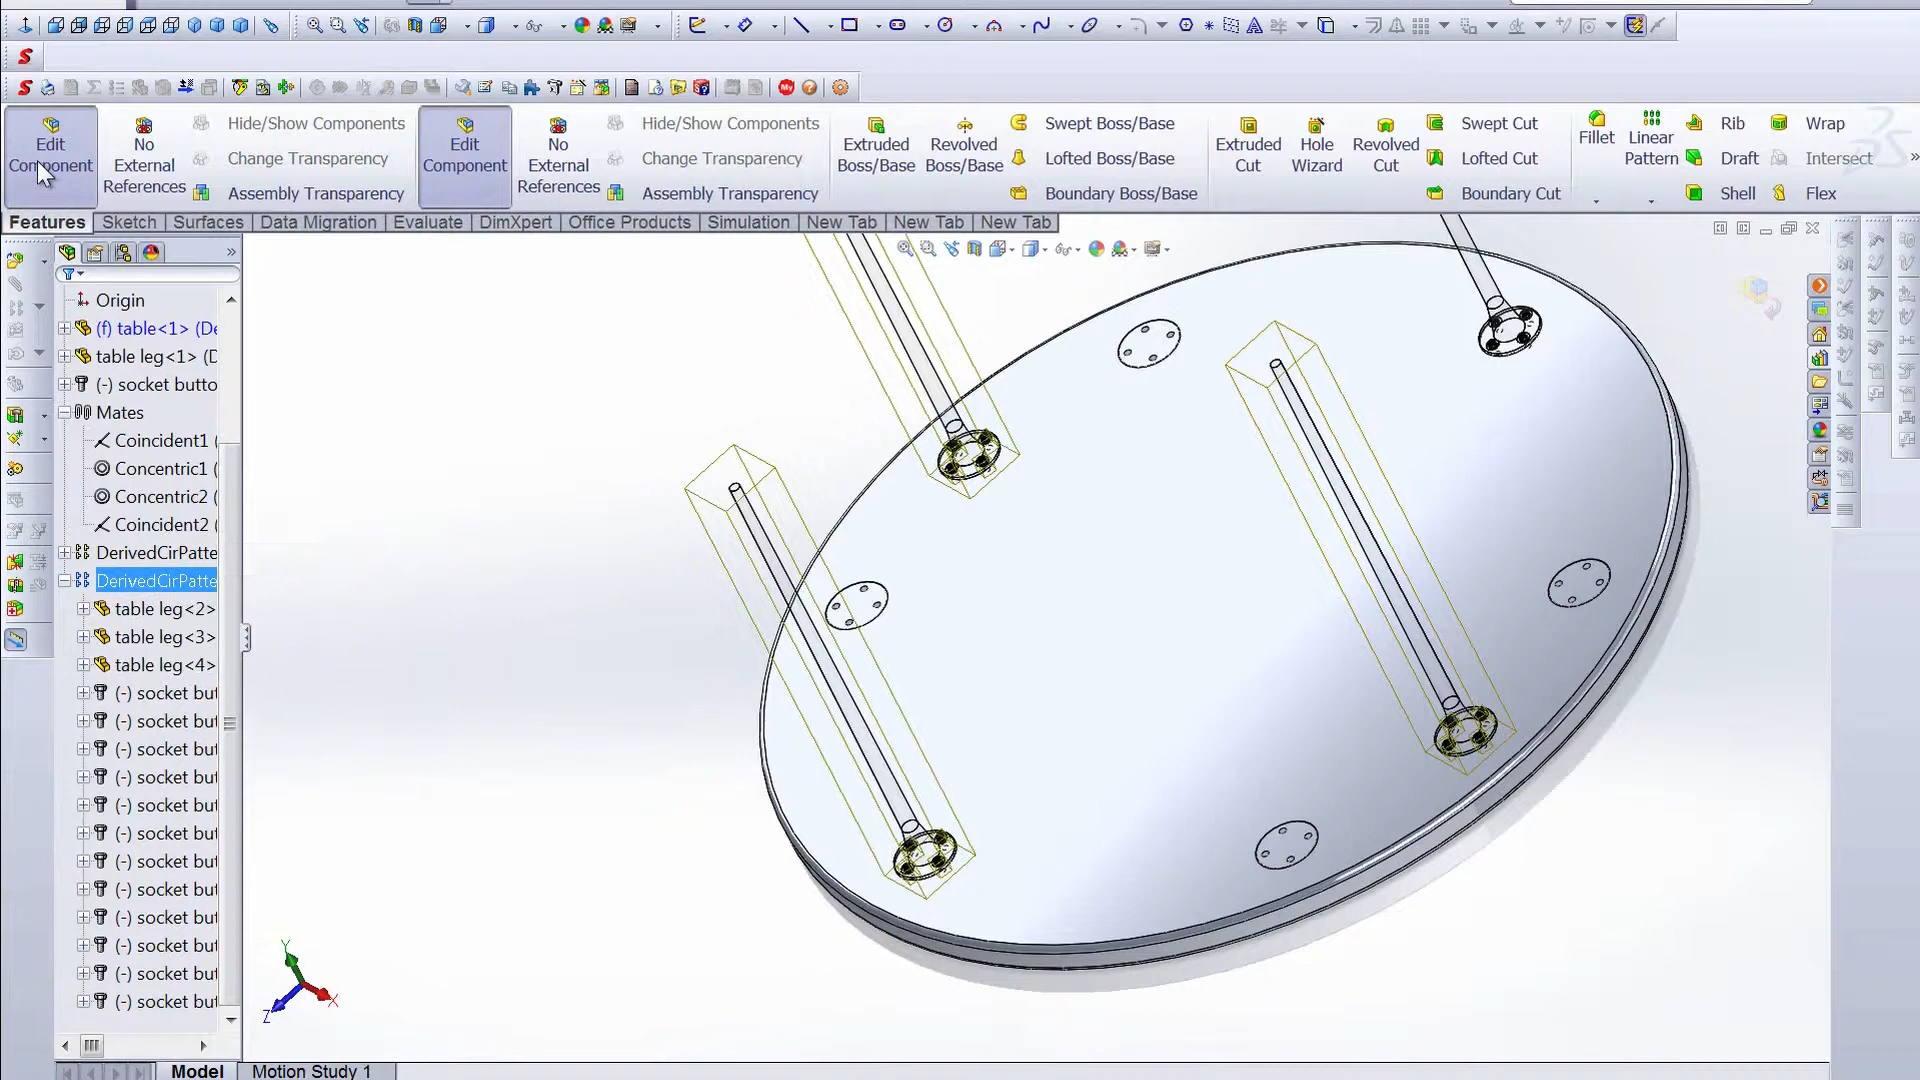 Edit Component
No External References
Hide/Show Components
Change Transparency
Assembly Transparency
Edit Component
No External References
Hide/Show Components
Change Transparency
Assembly Transparency
Extruded Boss/Base
Revolved Boss/Base
Swept Boss/Base
Lofted Boss/Base
Boundary Boss/Base
Extruded Cut
Hole Wizard
Revolved Cut
Swept Cut
Lofted Cut
Boundary Cut
Fillet
Linear Pattern
Rib
Draft
Shell
Wrap
Intersect
Flex
Features Sketch Surfaces Data Migration Evaluate DimXpert Office Products Simulation New Tab New Tab New Tab
Origin
(f) table<1> (De
table leg<1> (D
(-) socket butto
Mates
Coincident1 (
Concentric1 (
Concentric2 (
Coincident2 (
DerivedCirPatte
DerivedCirPatte
table leg<2>
table leg<3>
table leg<4>
(-) socket but
(-) socket but
(-) socket but
(-) socket but
(-) socket but
(-) socket but
(-) socket but
(-) socket but
(-) socket but
(-) socket but
(-) socket but
(-) socket but
Y
X
Z
Model Motion Study 1